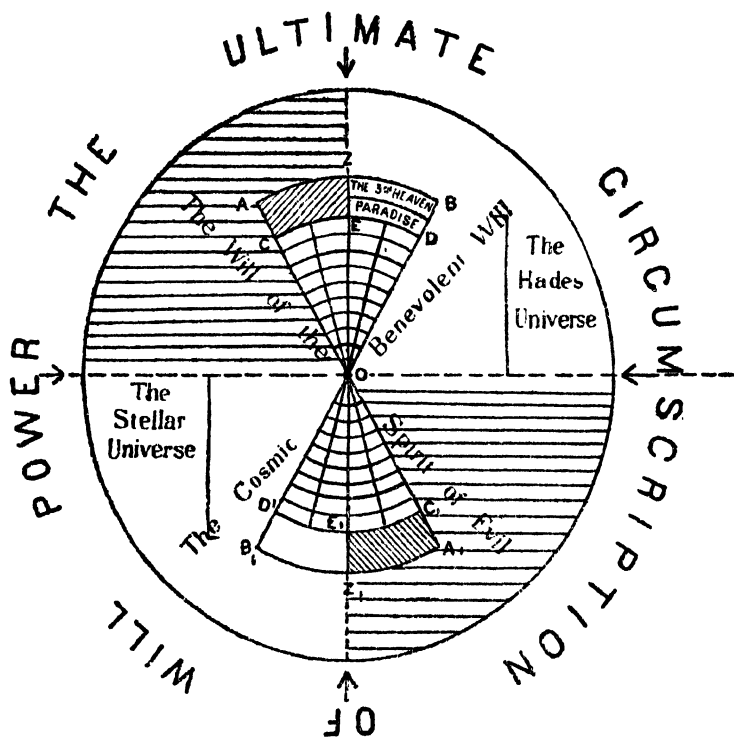 THE ULTIMATE CIRCUMSCRIPTION OF WILL POWER
Z
A
THE 3rd HEAVEN
B
PARADISE
C
E
D
The Will of the Spirit of Evil
The Cosmic Benevolent Will
The
Hades
Universe
O
The
Stellar
Universe
D'
E₁
C₁
B₁
A₁
Z₁